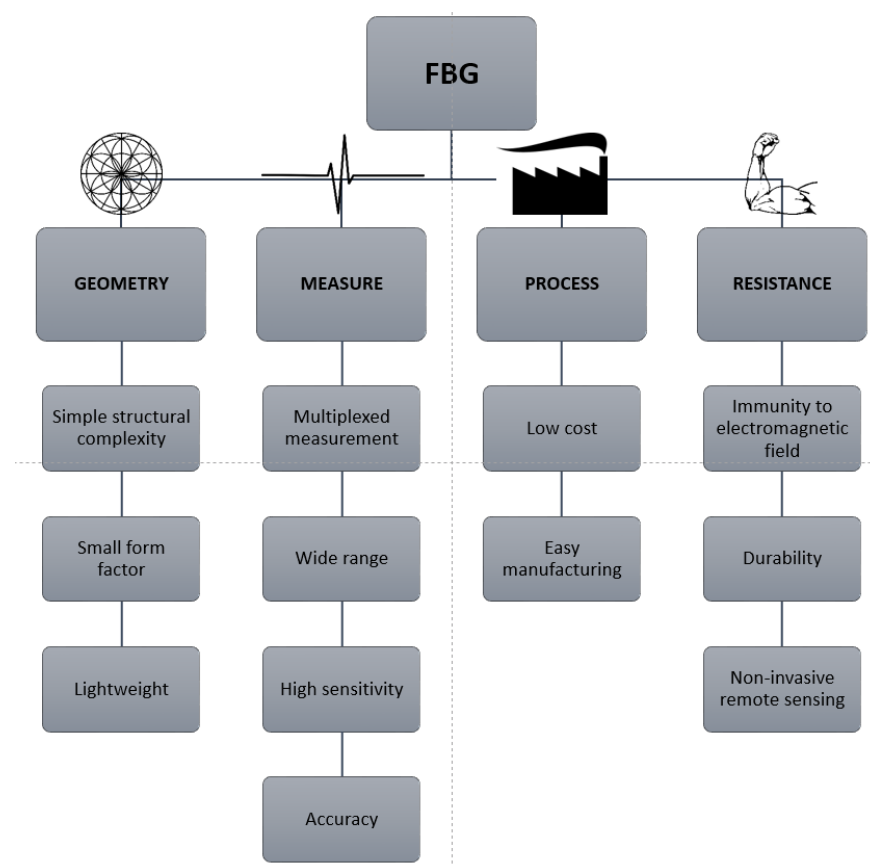 FBG
GEOMETRY
MEASURE
PROCESS
RESISTANCE
Simple structural
complexity
Multiplexed
measurement
Low cost
Immunity to
electromagnetic
field
Small form
factor
Wide range
Easy
manufacturing
Durability
Lightweight
High sensitivity
Non-invasive
remote sensing
Accuracy